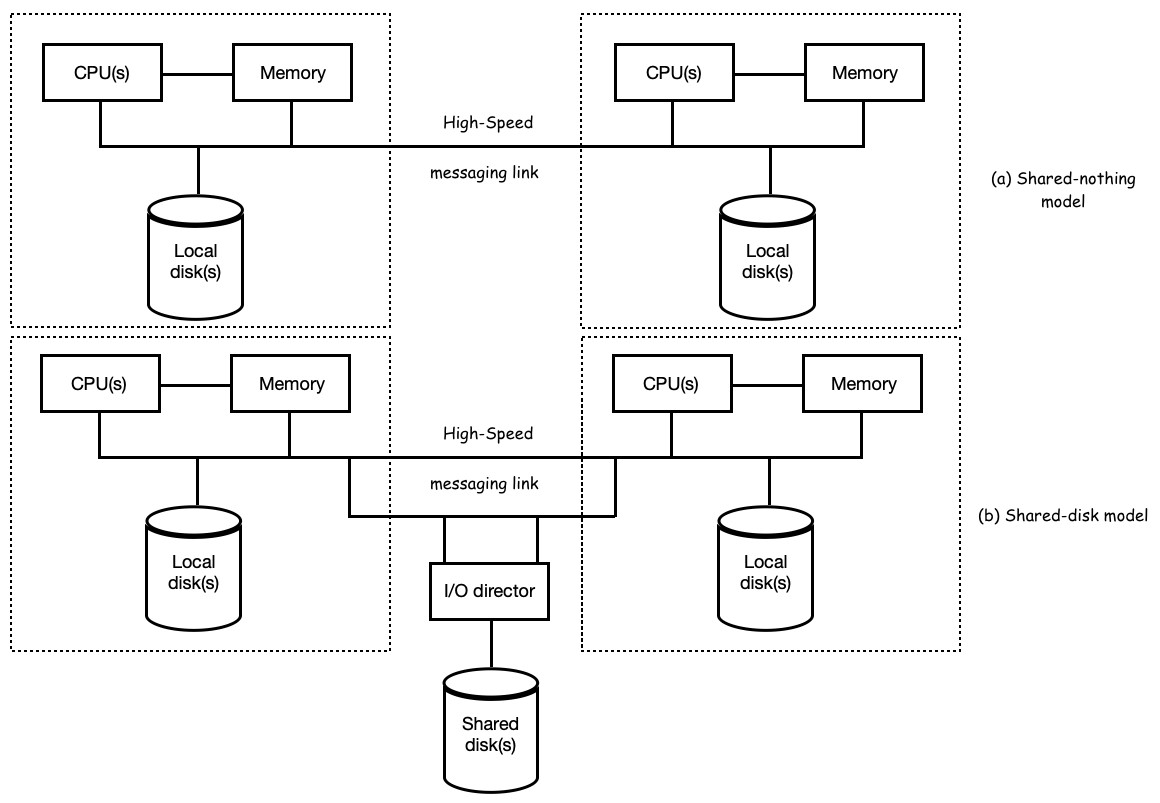 CPU(s)
Memory
CPU(s)
Memory
High-Speed
messaging link
(a) Shared-nothing
model
Local
disk(s)
Local
disk(s)
CPU(s)
Memory
CPU(s)
Memory
High-Speed
messaging link
(b) Shared-disk model
Local
disk(s)
I/O director
Local
disk(s)
Shared
disk(s)